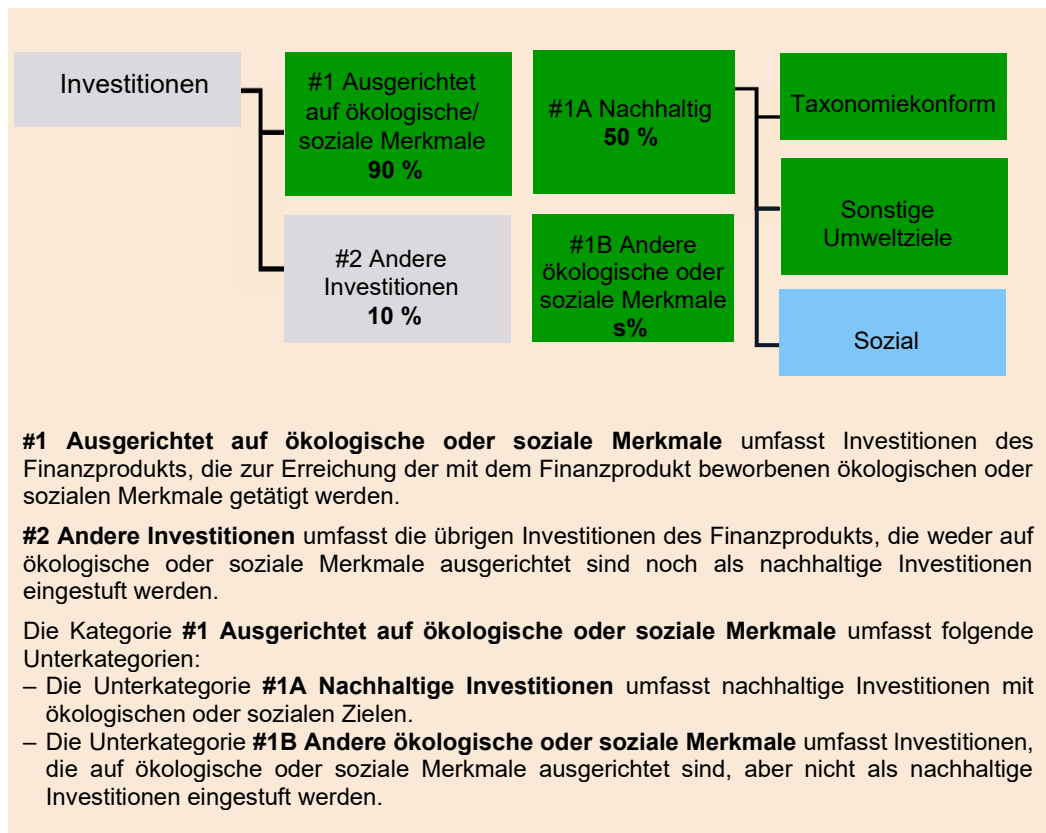 Investitionen
#1 Ausgerichtet
auf ökologische/
soziale Merkmale
90 %
#2 Andere
Investitionen
10 %
#1A Nachhaltig
50 %
#1B Andere
ökologische oder
soziale Merkmale
s%
Taxonomiekonform
Sonstige
Umweltziele
Sozial
#1 Ausgerichtet auf ökologische oder soziale Merkmale umfasst Investitionen des
Finanzprodukts, die zur Erreichung der mit dem Finanzprodukt beworbenen ökologischen oder
sozialen Merkmale getätigt werden.
#2 Andere Investitionen umfasst die übrigen Investitionen des Finanzprodukts, die weder auf
ökologische oder soziale Merkmale ausgerichtet sind noch als nachhaltige Investitionen
eingestuft werden.
Die Kategorie #1 Ausgerichtet auf ökologische oder soziale Merkmale umfasst folgende
Unterkategorien:
– Die Unterkategorie #1A Nachhaltige Investitionen umfasst nachhaltige Investitionen mit
ökologischen oder sozialen Zielen.
– Die Unterkategorie #1B Andere ökologische oder soziale Merkmale umfasst Investitionen,
die auf ökologische oder soziale Merkmale ausgerichtet sind, aber nicht als nachhaltige
Investitionen eingestuft werden.